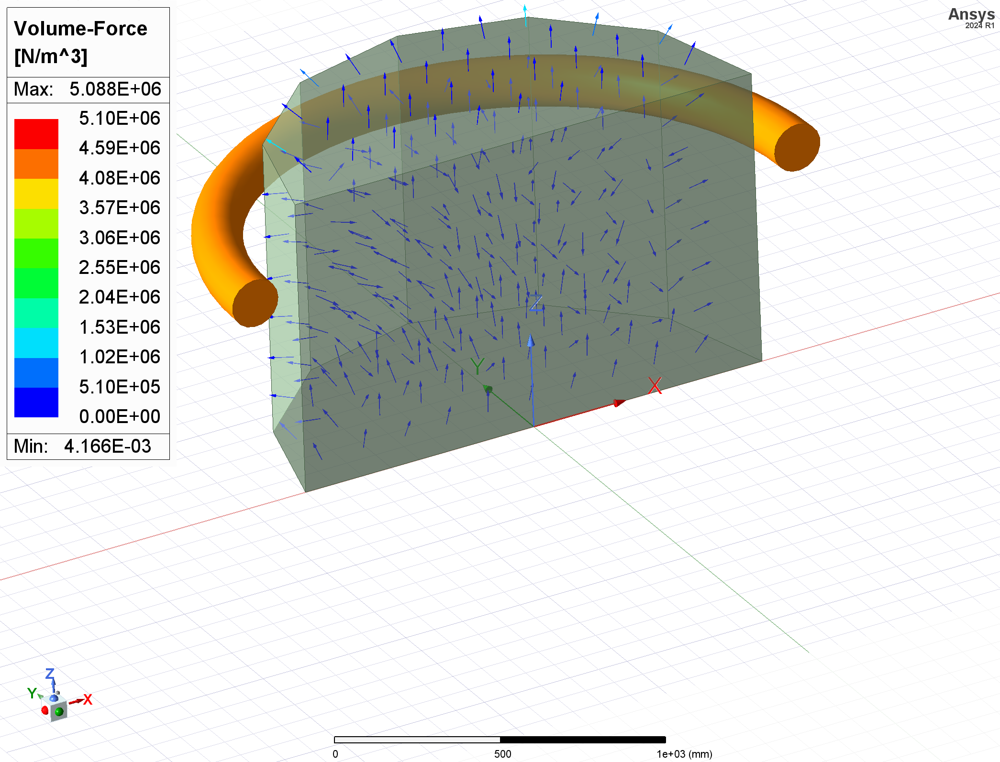 Volume-Force
[N/m^3]
Max: 5.088E+06
5.10E+06
4.59E+06
4.08E+06
3.57E+06
3.06E+06
2.55E+06
2.04E+06
1.53E+06
1.02E+06
5.10E+05
0.00E+00
Min: 4.166E-03
Ansys
2024 R1
Z
Y
X
Z
Y
X
0
500
1e+03 (mm)